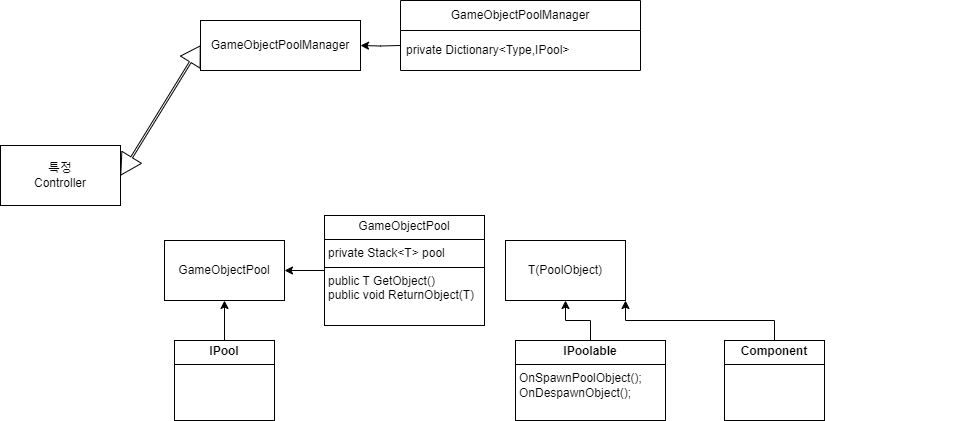 GameObjectPoolManager
private Dictionary<Type,IPool>
GameObjectPoolManager
특정
Controller
GameObjectPool
private Stack<T> pool
public T GetObject()
public void ReturnObject(T)
GameObjectPool
T(PoolObject)
IPool
IPoolable
OnSpawnPoolObject();
OnDespawnObject();
Component